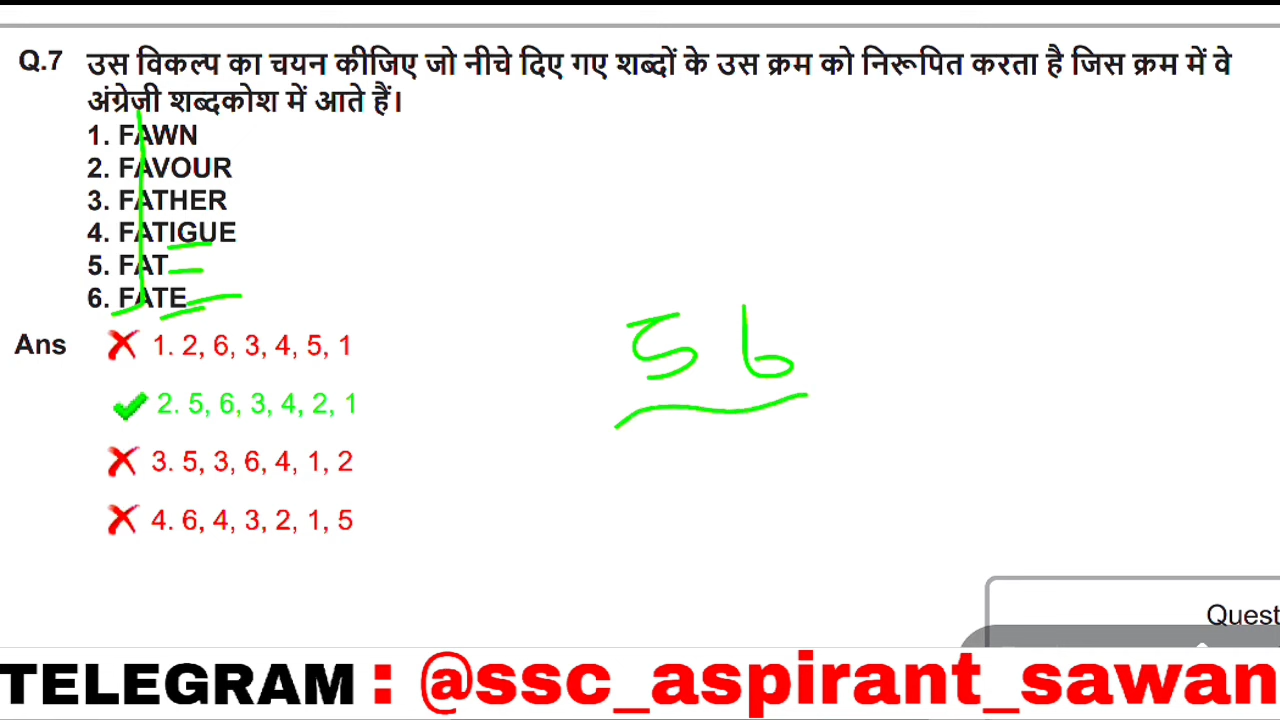 Q.7 उस विकल्प का चयन कीजिए जो नीचे दिए गए शब्दों के उस क्रम को निरूपित करता है जिस क्रम में वे
अंग्रेज़ी शब्दकोश में आते हैं।
1. FAWN
2. FAVOUR
3. FATHER
4. FATIGUE
5. FAT
6. FATE
5 6
Ans 1. 2, 6, 3, 4, 5, 1
2. 5, 6, 3, 4, 2, 1
3. 5, 3, 6, 4, 1, 2
4. 6, 4, 3, 2, 1, 5
Quest
TELEGRAM : @ssc_aspirant_sawan